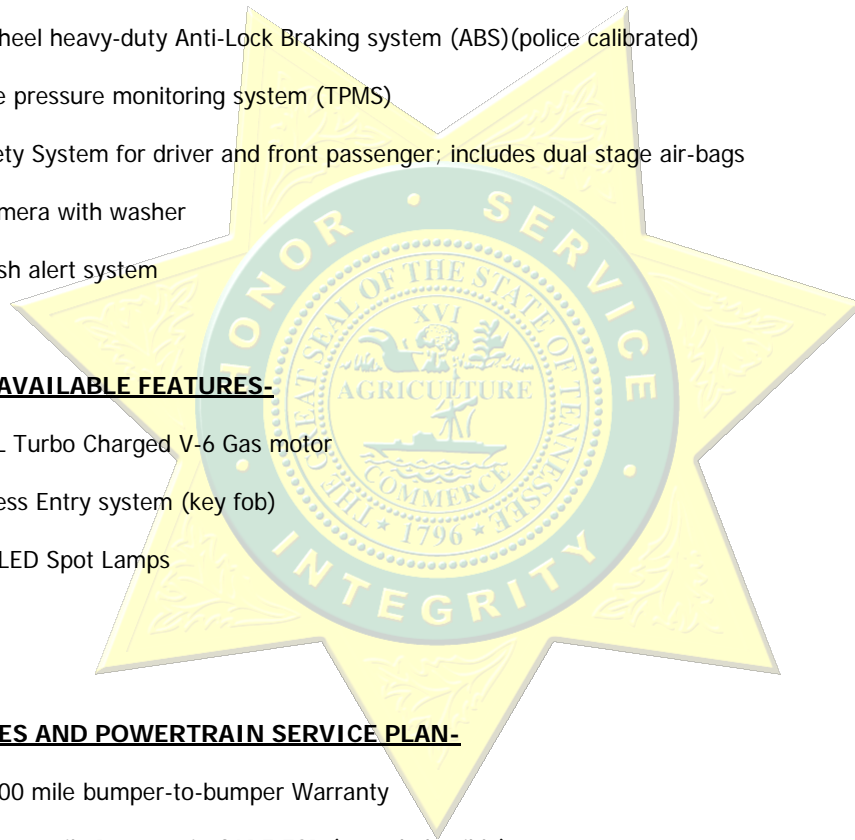 heel heavy-duty Anti-Lock Braking system (ABS)(police calibrated)
e pressure monitoring system (TPMS)
ety System for driver and front passenger; includes dual stage air-bags
mera with washer
sh alert system
AVAILABLE FEATURES-
L Turbo Charged V-6 Gas motor
ess Entry system (key fob)
LED Spot Lamps
ES AND POWERTRAIN SERVICE PLAN-
00 mile bumper-to-bumper Warranty
HONOR • SERVICE • INTEGRITY •
THE GREAT SEAL OF THE STATE OF TENNESSEE
XVI
AGRICULTURE
COMMERCE
★ 1796 ★